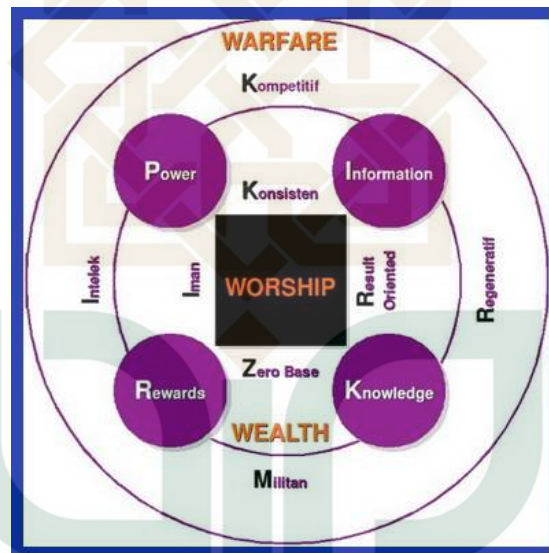 WARFARE
Kompetitif
Power
Information
Konsisten
Intelek
Iman
WORSHIP
Result
Oriented
Regeneratif
Zero Base
Rewards
Knowledge
WEALTH
Militan